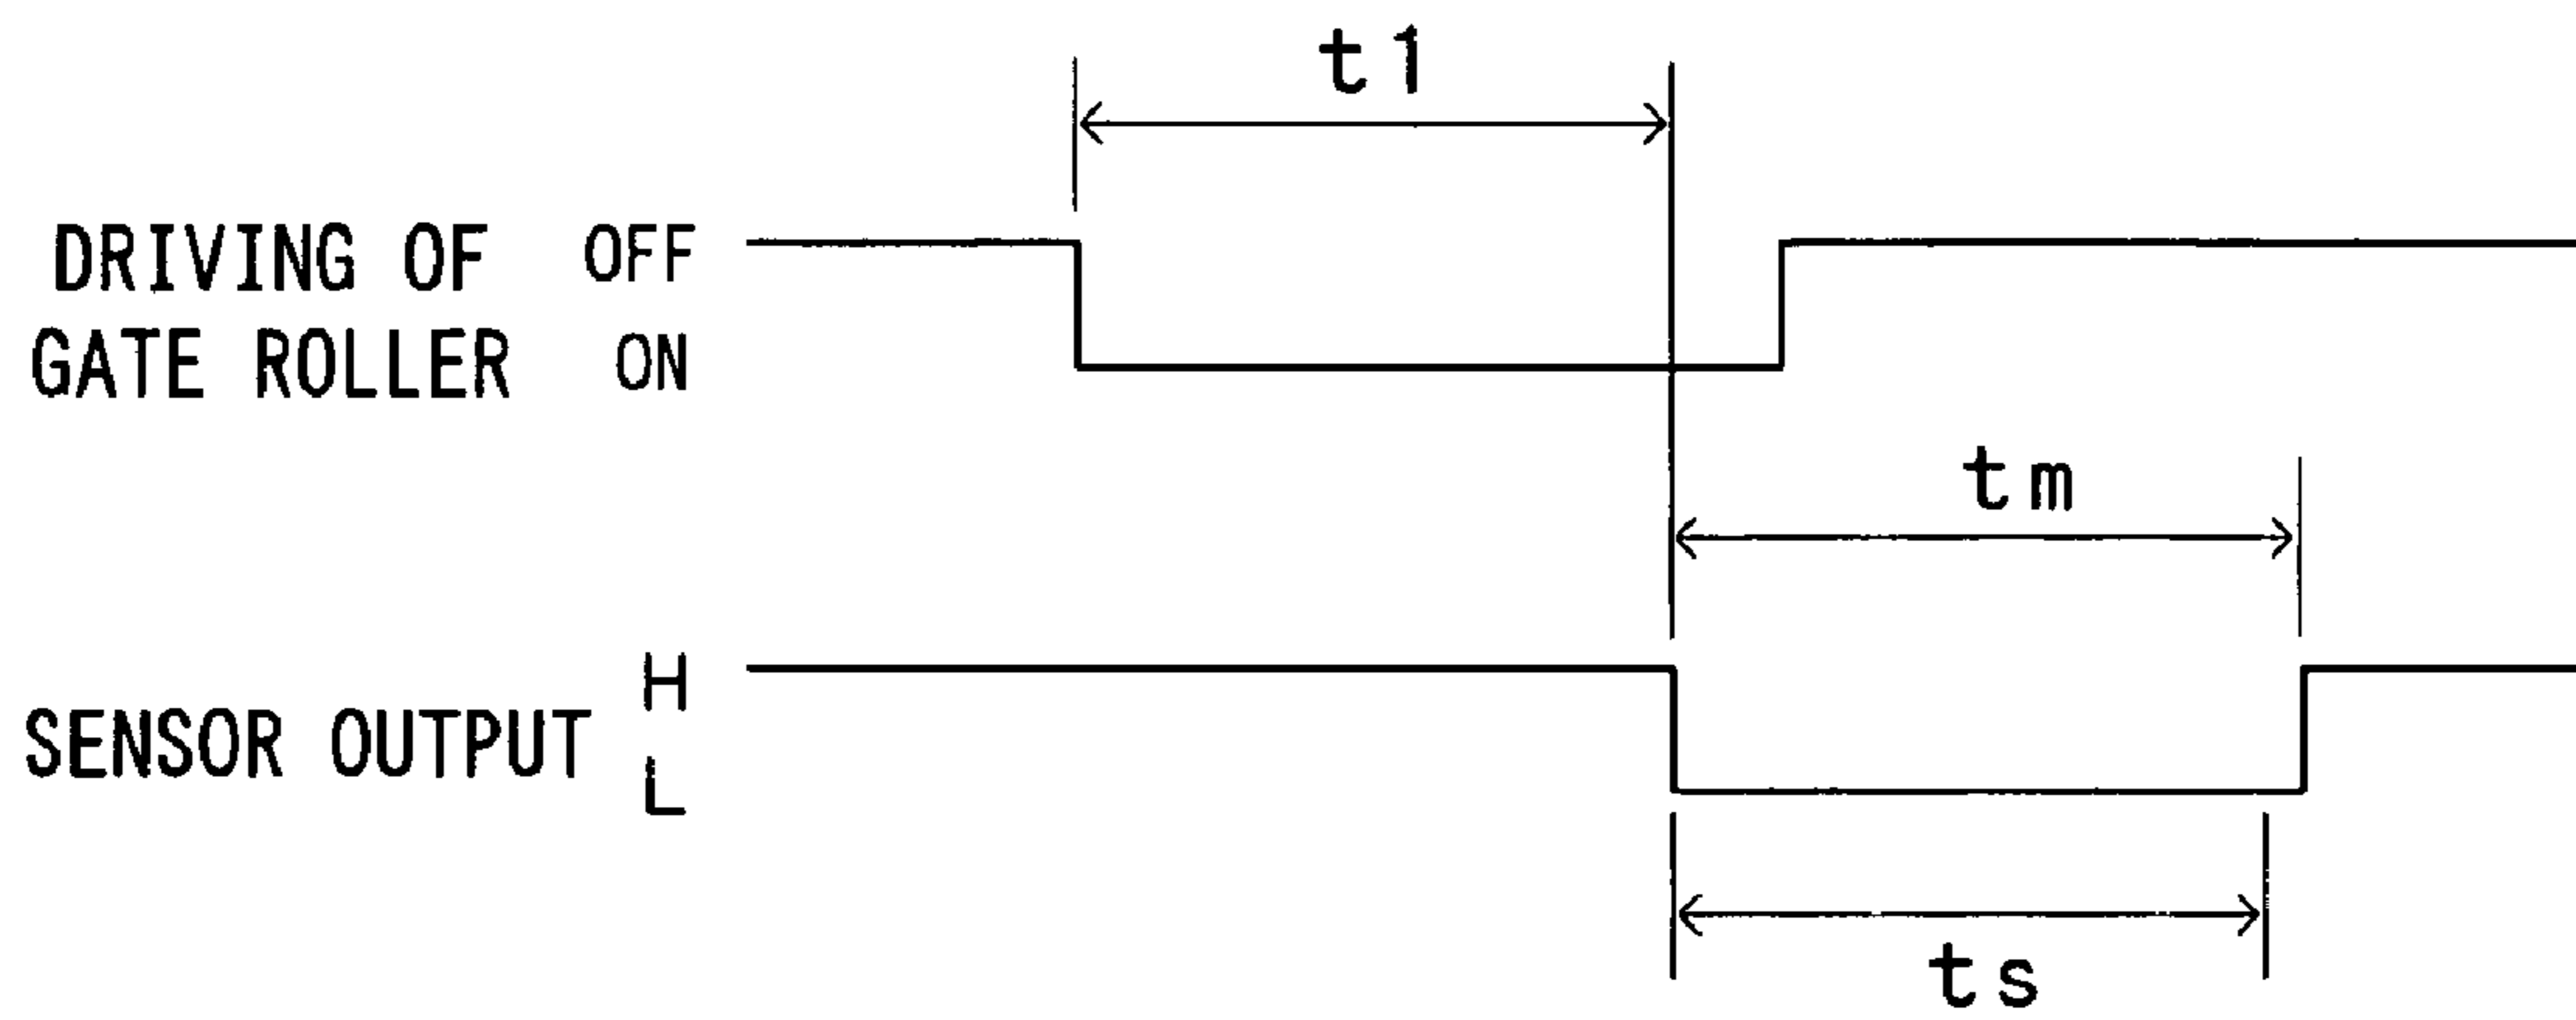 t1
DRIVING OF OFF
GATE ROLLER ON
tm
H
SENSOR OUTPUT
L
ts